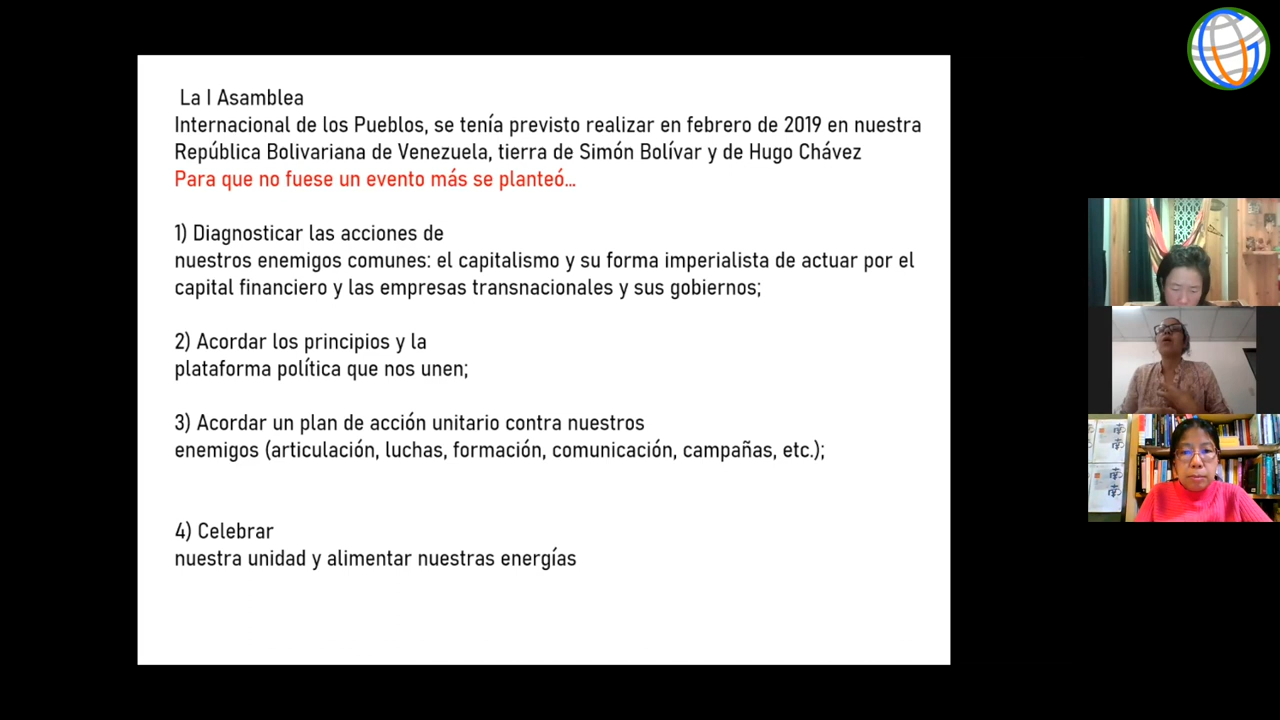 La I Asamblea
Internacional de los Pueblos, se tenía previsto realizar en febrero de 2019 en nuestra
República Bolivariana de Venezuela, tierra de Simón Bolívar y de Hugo Chávez
Para que no fuese un evento más se planteó...
1) Diagnosticar las acciones de
nuestros enemigos comunes: el capitalismo y su forma imperialista de actuar por el
capital financiero y las empresas transnacionales y sus gobiernos;
2) Acordar los principios y la
plataforma política que nos unen;
3) Acordar un plan de acción unitario contra nuestros
enemigos (articulación, luchas, formación, comunicación, campañas, etc.);
4) Celebrar
nuestra unidad y alimentar nuestras energías
南
南
南
南